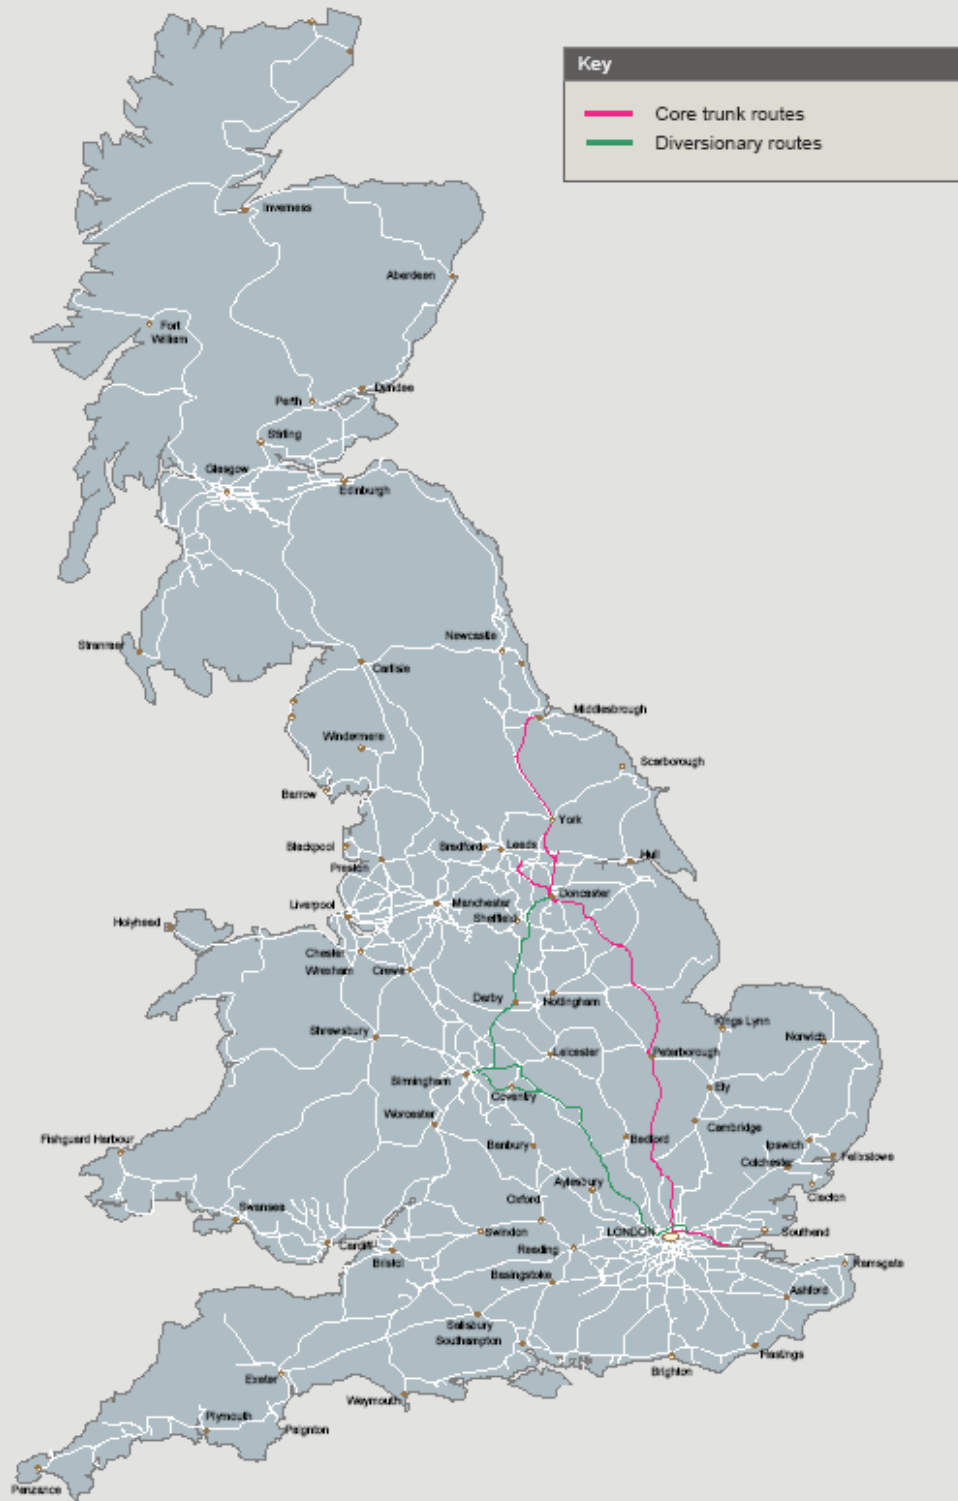 Key
Core trunk routes
Diversionary routes
Inverness
Aberdeen
Fort
William
Dundee
Perth
Stirling
Glasgow
Edinburgh
Newcastle
Stranraer
Carlisle
Middlesbrough
Windermere
Scarborough
Barrow
York
Blackpool
Bradford
Leeds
Hull
Preston
Doncaster
Liverpool
Manchester
Sheffield
Holyhead
Chester
Wrexham
Crewe
Derby
Nottingham
Kings Lynn
Shrewsbury
Norwich
Leicester
Peterborough
Birmingham
Ely
Coventry
Worcester
Cambridge
Fishguard Harbour
Banbury
Bedford
Ipswich
Felixstowe
Colchester
Aylesbury
Clacton
Oxford
Swansea
Swindon
LONDON
Southend
Cardiff
Reading
Bristol
Ramsgate
Basingstoke
Ashford
Salisbury
Southampton
Hastings
Brighton
Exeter
Weymouth
Plymouth
Paignton
Penzance